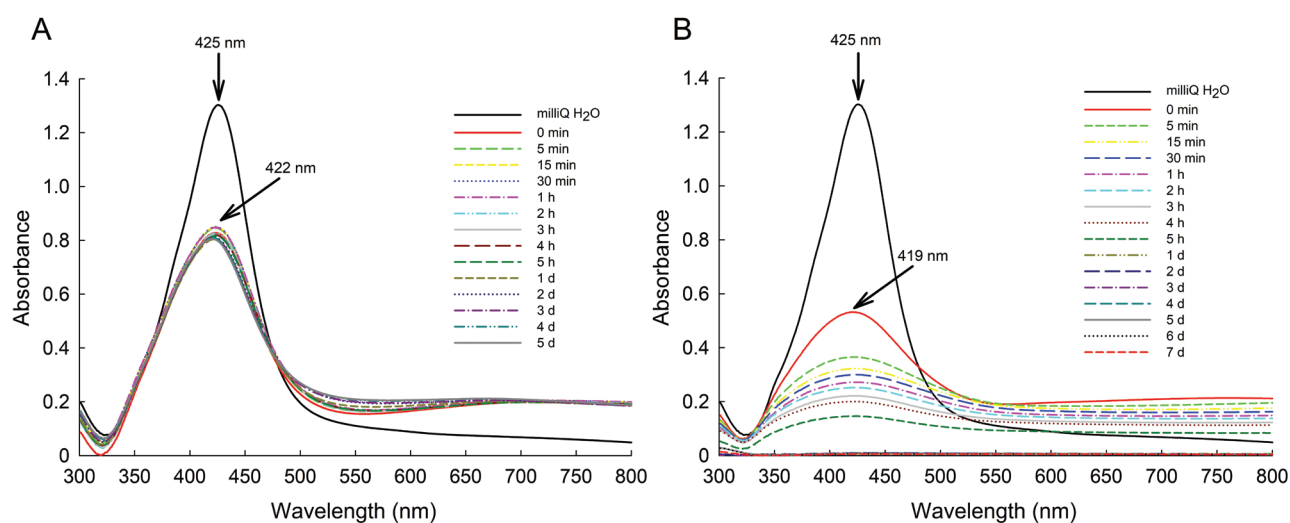 A
425 nm
422 nm
1.4
1.2
1.0
0.8
0.6
0.4
0.2
0
Absorbance
300 350 400 450 500 550 600 650 700 750 800
Wavelength (nm)
milliQ H2O
0 min
5 min
15 min
30 min
1 h
2 h
3 h
4 h
5 h
1 d
2 d
3 d
4 d
5 d
B
425 nm
419 nm
1.4
1.2
1.0
0.8
0.6
0.4
0.2
0
Absorbance
300 350 400 450 500 550 600 650 700 750 800
Wavelength (nm)
milliQ H2O
0 min
5 min
15 min
30 min
1 h
2 h
3 h
4 h
5 h
1 d
2 d
3 d
4 d
5 d
6 d
7 d